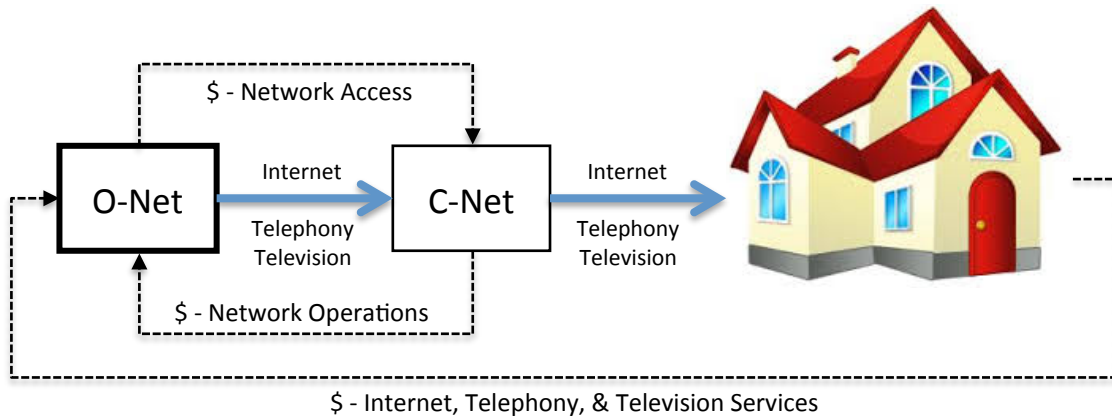 $ - Network Access
O-Net
Internet
Telephony
Television
C-Net
Internet
Telephony
Television
$ - Network Operations
$ - Internet, Telephony, & Television Services